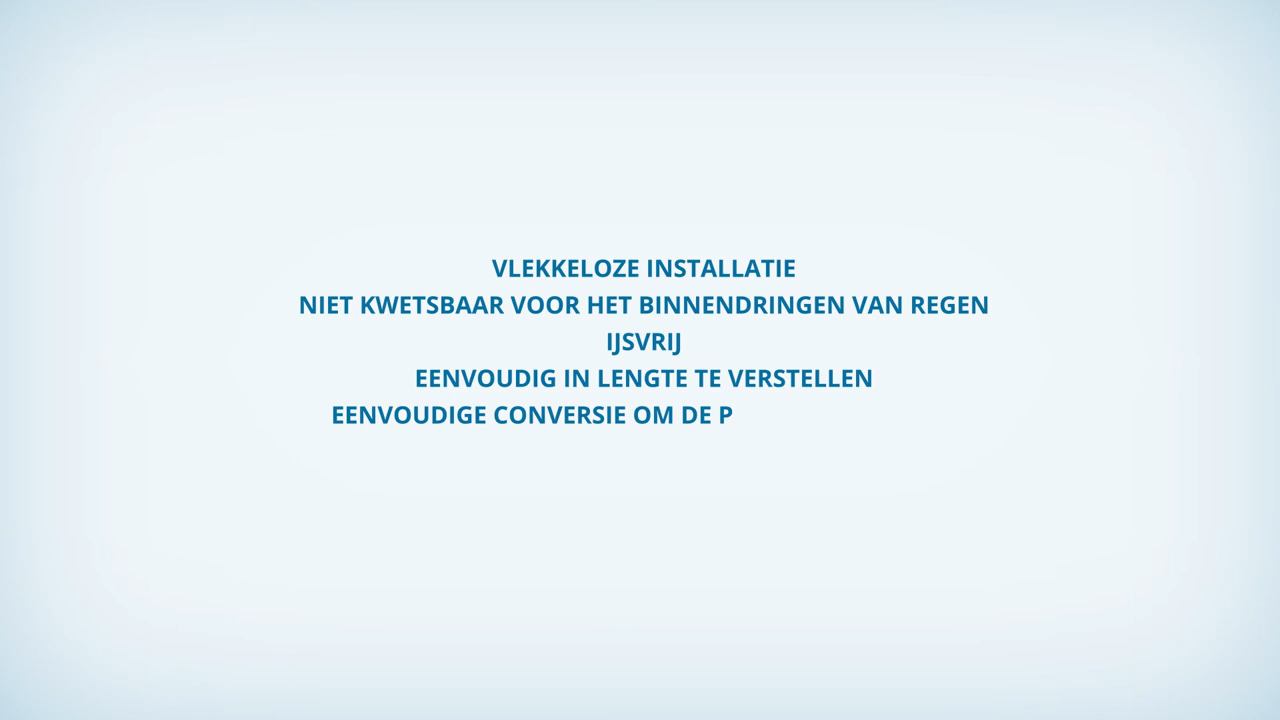 VLEKKELOZE INSTALLATIE
NIET KWETSBAAR VOOR HET BINNENDRINGEN VAN REGEN
IJSVRIJ
EENVOUDIG IN LENGTE TE VERSTELLEN
EENVOUDIGE CONVERSIE OM DE P